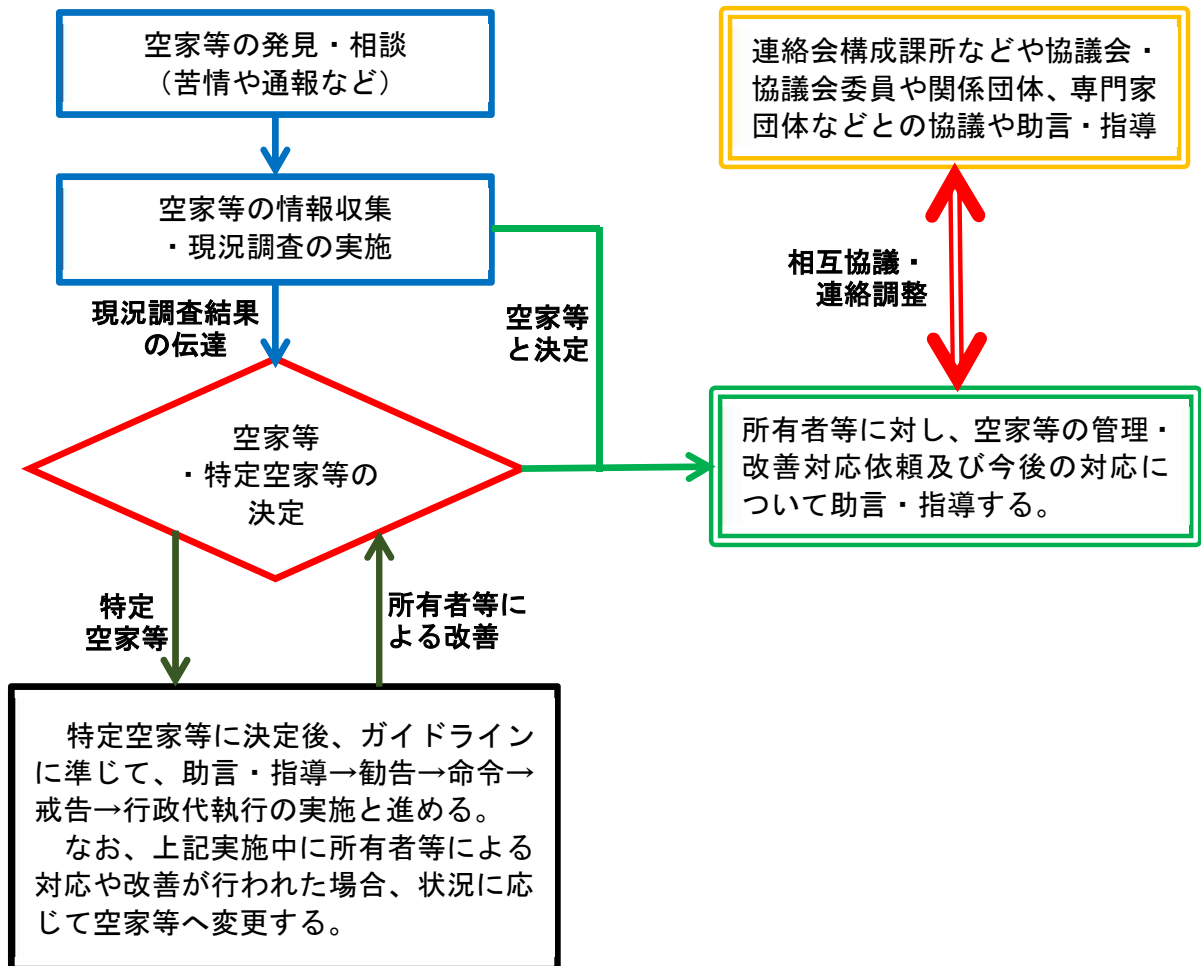 空家等の発見・相談
（苦情や通報など）
連絡会構成課所などや協議会・
協議会委員や関係団体、専門家
団体などとの協議や助言・指導
空家等の情報収集
・現況調査の実施
相互協議・
連絡調整
現況調査結果
の伝達
空家等
と決定
空家等
・特定空家等の
決定
所有者等に対し、空家等の管理・
改善対応依頼及び今後の対応に
ついて助言・指導する。
特定
空家等
所有者等に
よる改善
特定空家等に決定後、ガイドライン
に準じて、助言・指導→勧告→命令→
戒告→行政代執行の実施と進める。
なお、上記実施中に所有者等による
対応や改善が行われた場合、状況に応
じて空家等へ変更する。